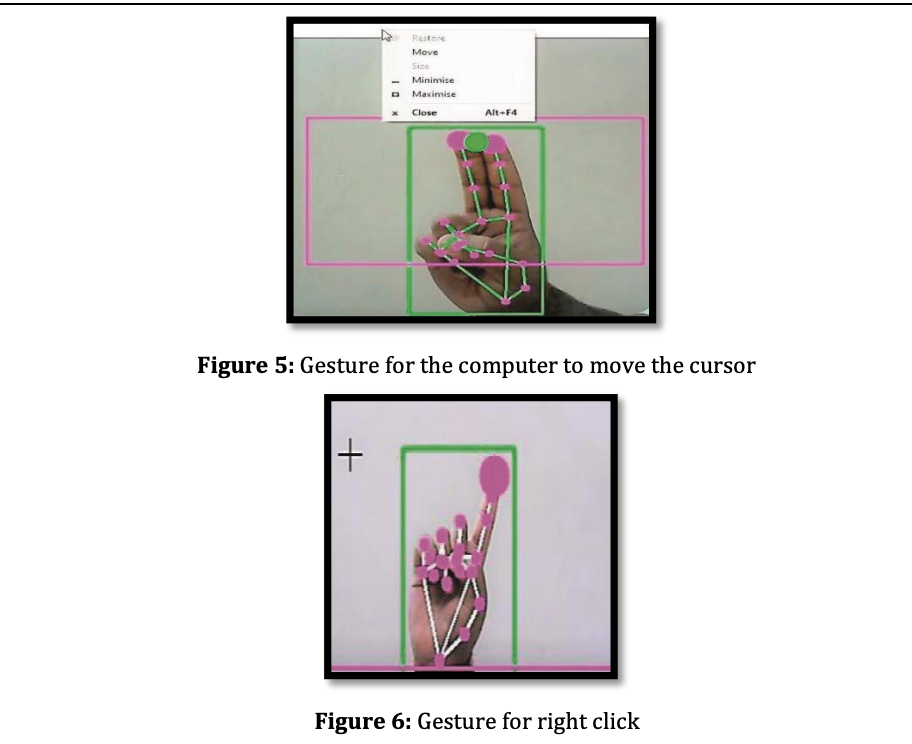 Restore
Move
Size
Minimise
Maximise
Close Alt+F4
Figure 5: Gesture for the computer to move the cursor
Figure 6: Gesture for right click